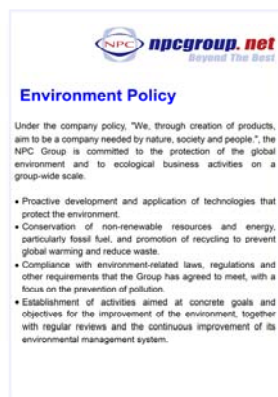 NPC npcgroup.net
Beyond The Best
Environment Policy
Under the company policy, "We, through creation of products,
aim to be a company needed by nature, society and people.", the
NPC Group is committed to the protection of the global
environment and to ecological business activities on a
group-wide scale.
• Proactive development and application of technologies that
protect the environment.
• Conservation of non-renewable resources and energy,
particularly fossil fuel, and promotion of recycling to prevent
global warming and reduce waste.
• Compliance with environment-related laws, regulations and
other requirements that the Group has agreed to meet, with a
focus on the prevention of pollution.
• Establishment of activities aimed at concrete goals and
objectives for the improvement of the environment, together
with regular reviews and the continuous improvement of its
environmental management system.